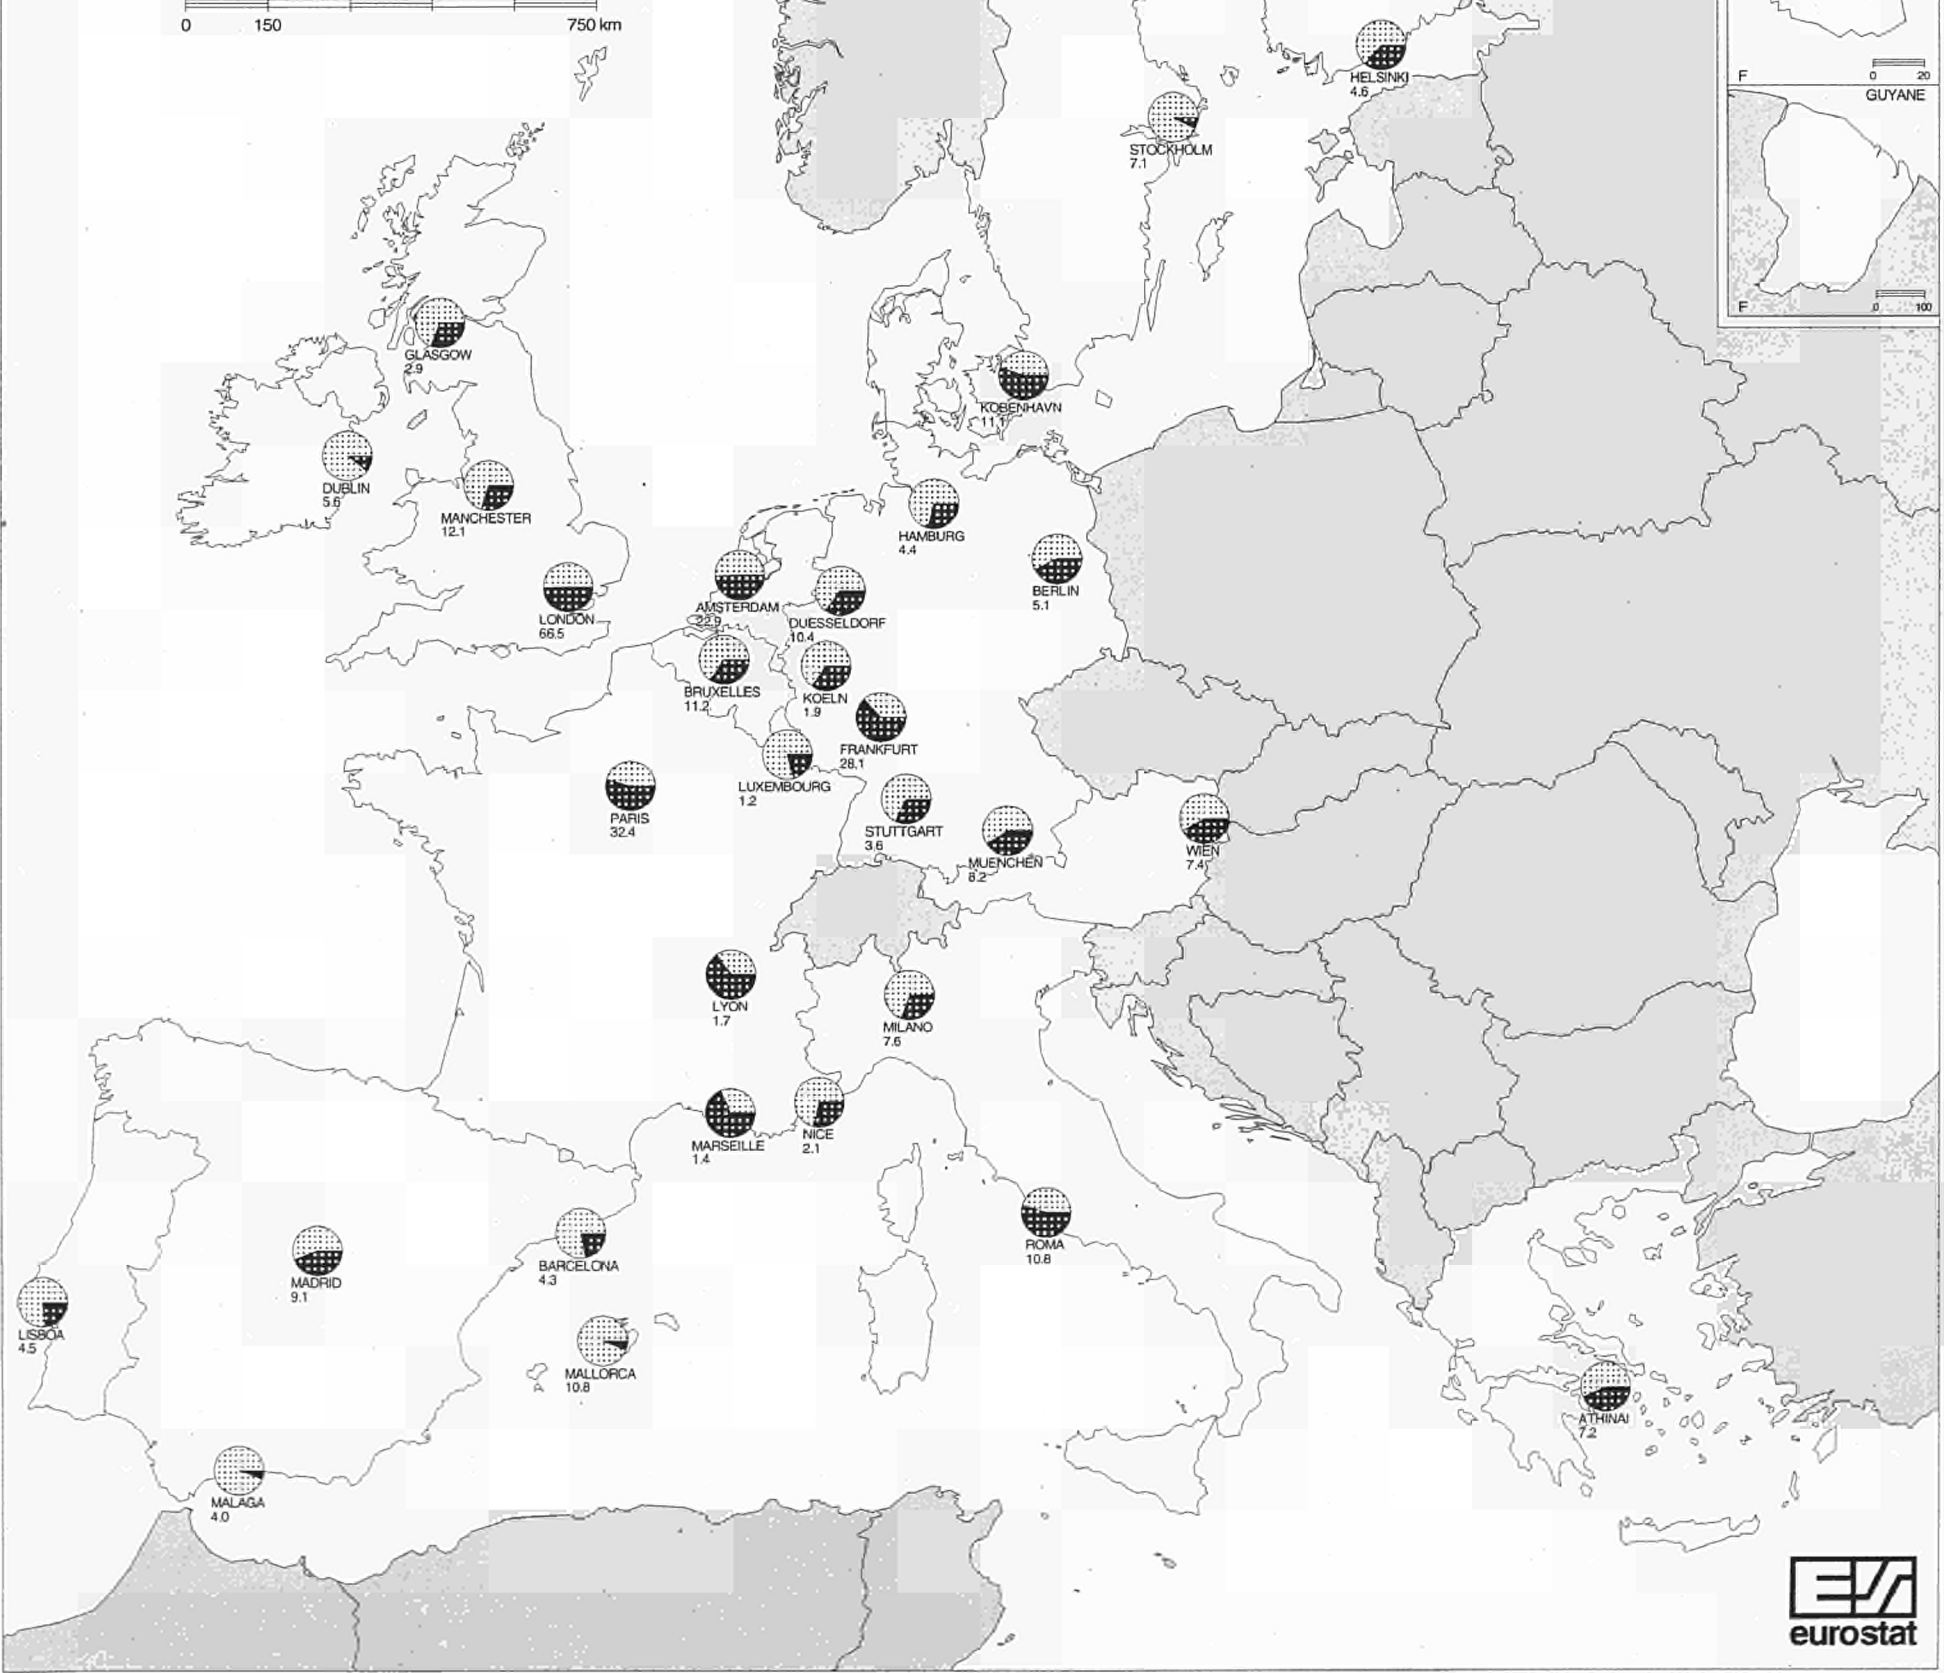 0 150 750 km
HELSINKI
4.6
F 0 20
GUYANE
STOCKHOLM
7.1
F 0 100
GLASGOW
2.9
KOBENHAVN
11.1
DUBLIN
5.6
MANCHESTER
12.1
HAMBURG
4.4
BERLIN
5.1
LONDON
66.5
AMSTERDAM
22.9
DUESSELDORF
10.4
BRUXELLES
11.2
KOELN
1.9
FRANKFURT
28.1
LUXEMBOURG
1.2
PARIS
32.4
STUTTGART
3.6
MUENCHEN
8.2
WIEN
7.4
LYON
1.7
MILANO
7.6
MARSEILLE
1.4
NICE
2.1
ROMA
10.8
BARCELONA
4.3
MADRID
9.1
LISBOA
4.5
MALLORCA
10.8
ATHINAI
7.2
MALAGA
4.0
eurostat